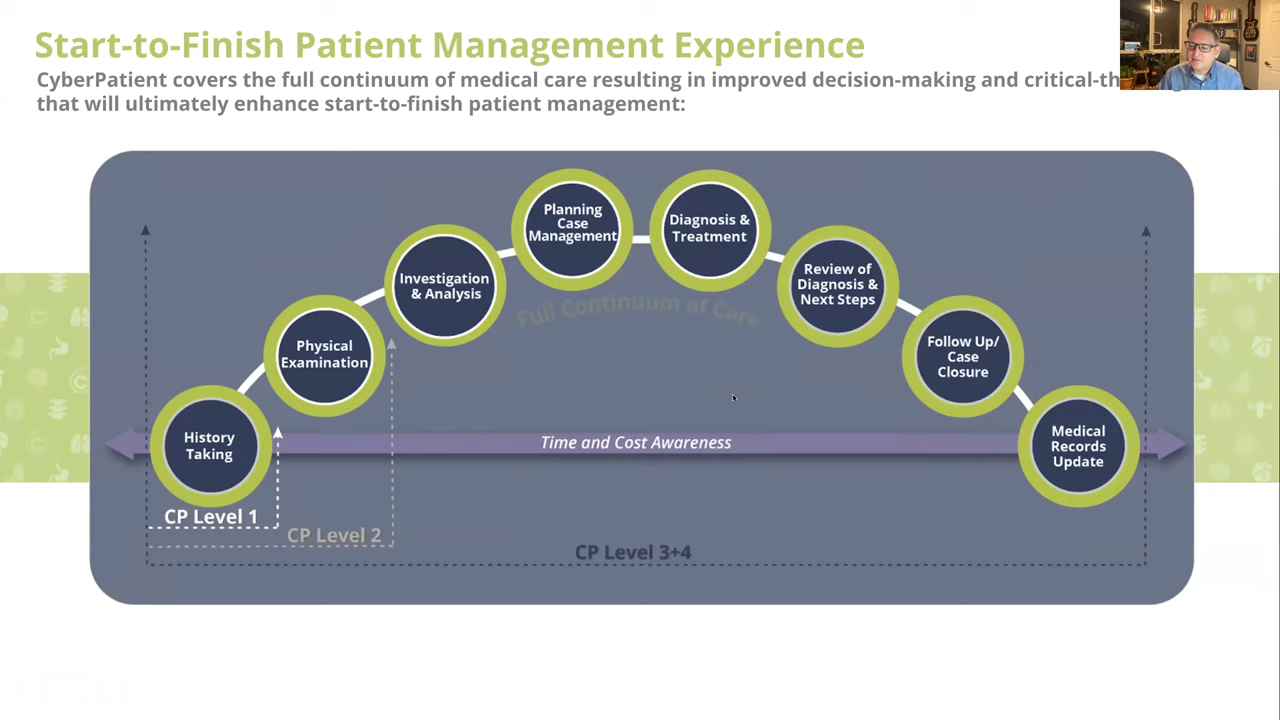 Start-to-Finish Patient Management Experience
CyberPatient covers the full continuum of medical care resulting in improved decision-making and critical-th
that will ultimately enhance start-to-finish patient management:
Planning
Case
Management
Diagnosis &
Treatment
Investigation
& Analysis
Review of
Diagnosis &
Next Steps
Full Continuum of Care
Physical
Examination
Follow Up/
Case
Closure
History
Taking
Time and Cost Awareness
Medical
Records
Update
CP Level 1
CP Level 2
CP Level 3+4